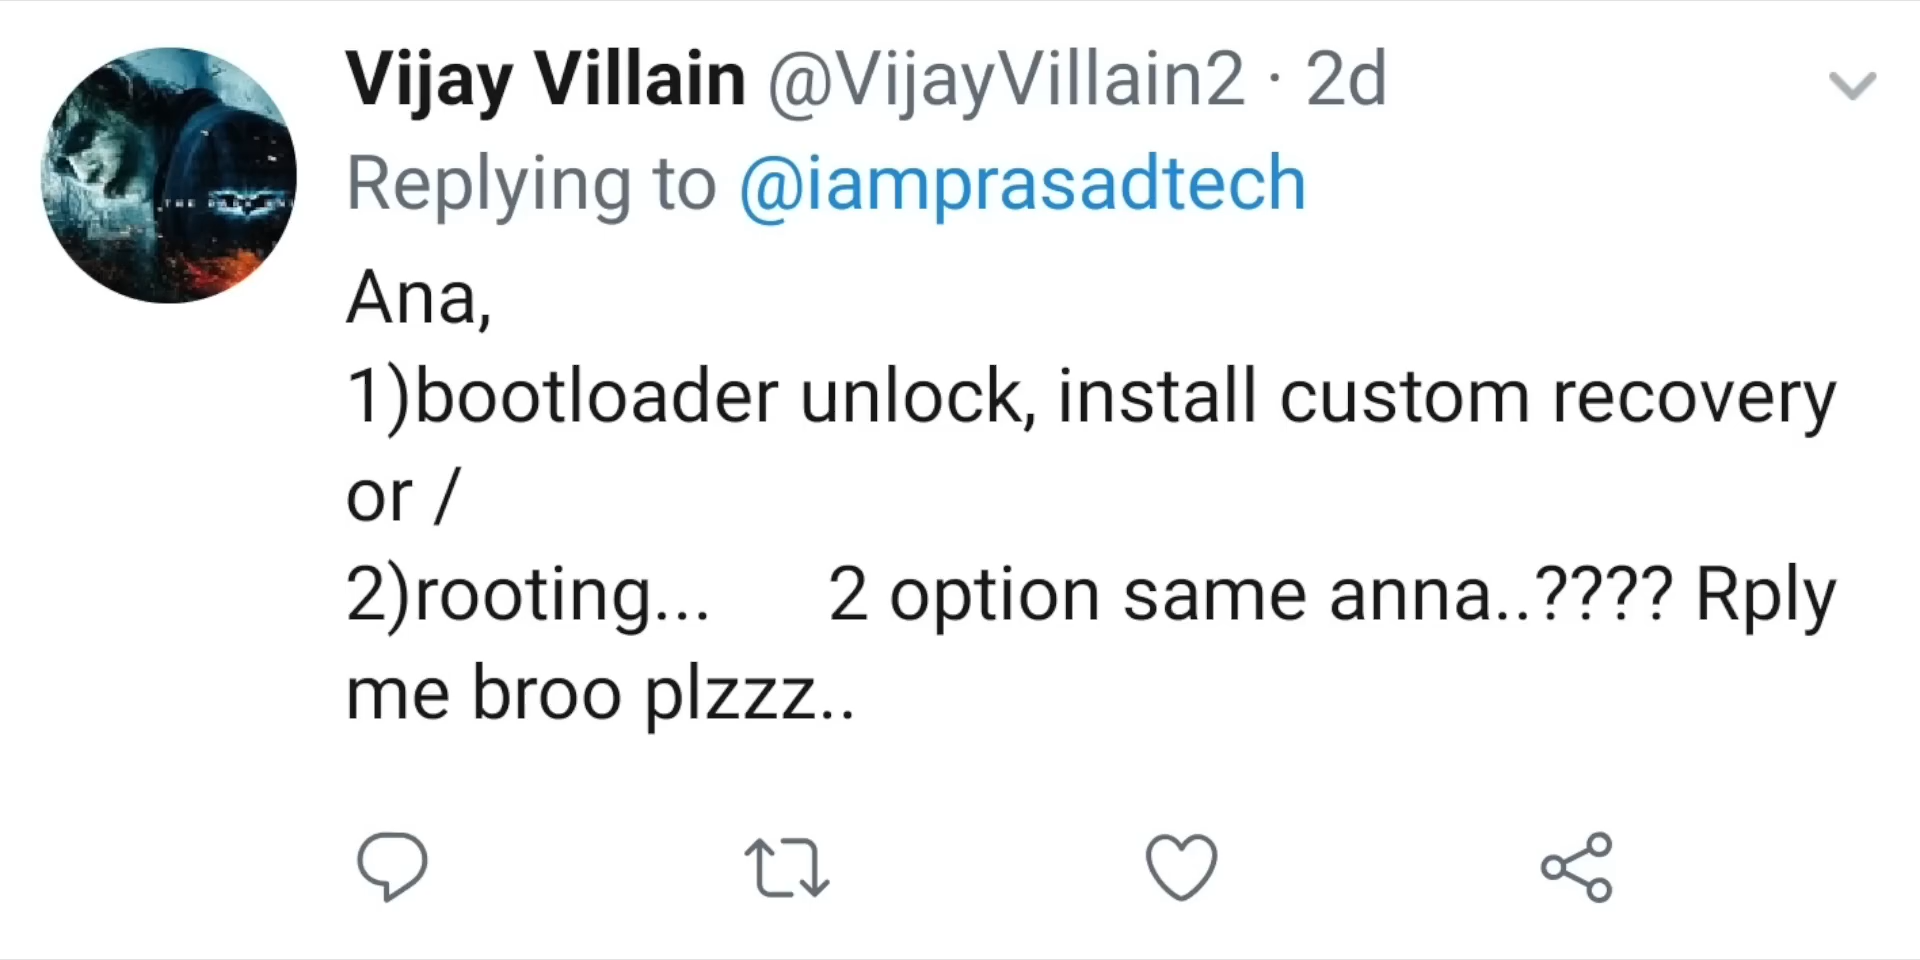 Vijay Villain @VijayVillain2 · 2d
Replying to @iamprasadtech
Ana,
1)bootloader unlock, install custom recovery
or /
2)rooting...      2 option same anna..???? Rply
me broo plzzz..